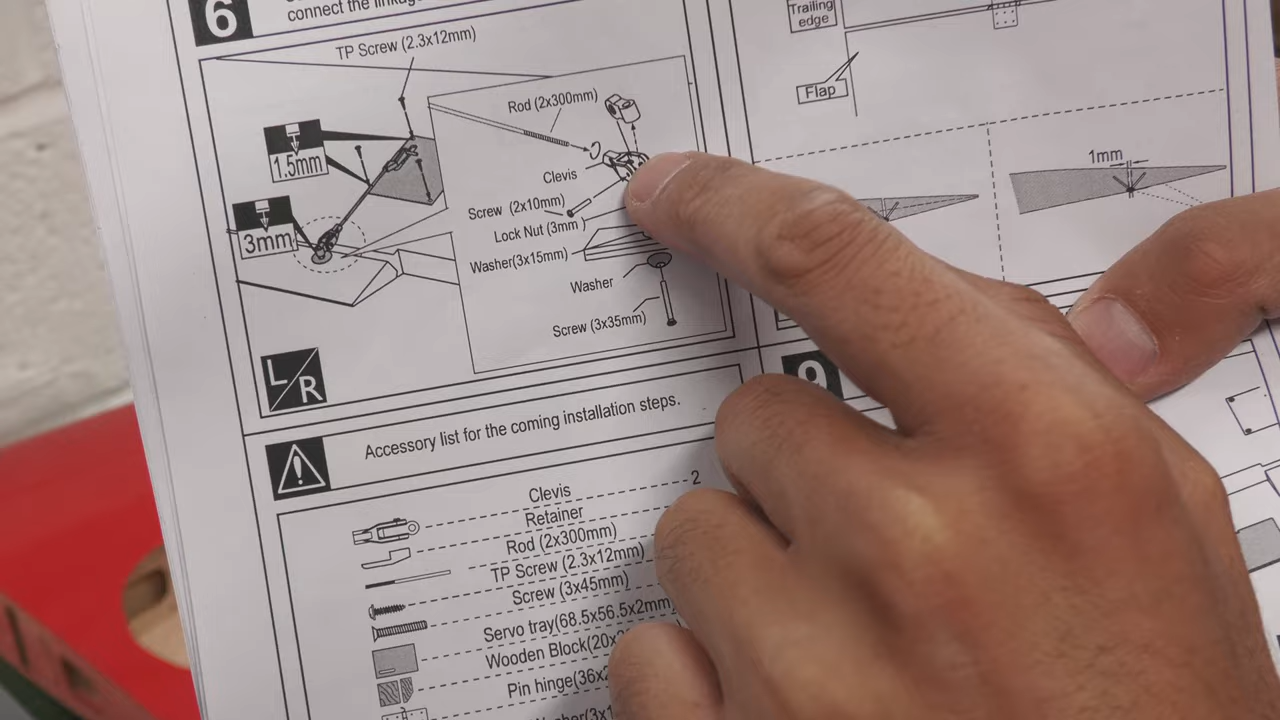 6
connect the linkage
TP Screw (2.3x12mm)
Rod (2x300mm)
1.5mm
Clevis
Screw (2x10mm)
3mm
Lock Nut (3mm)
Washer(3x15mm)
Washer
Screw (3x35mm)
L/R
Accessory list for the coming installation steps.
Clevis 2
Retainer
Rod (2x300mm)
TP Screw (2.3x12mm)
Screw (3x45mm)
Servo tray(68.5x56.5x2mm
Wooden Block(20x
Pin hinge(36x
Trailing
edge
Flap
1mm
9